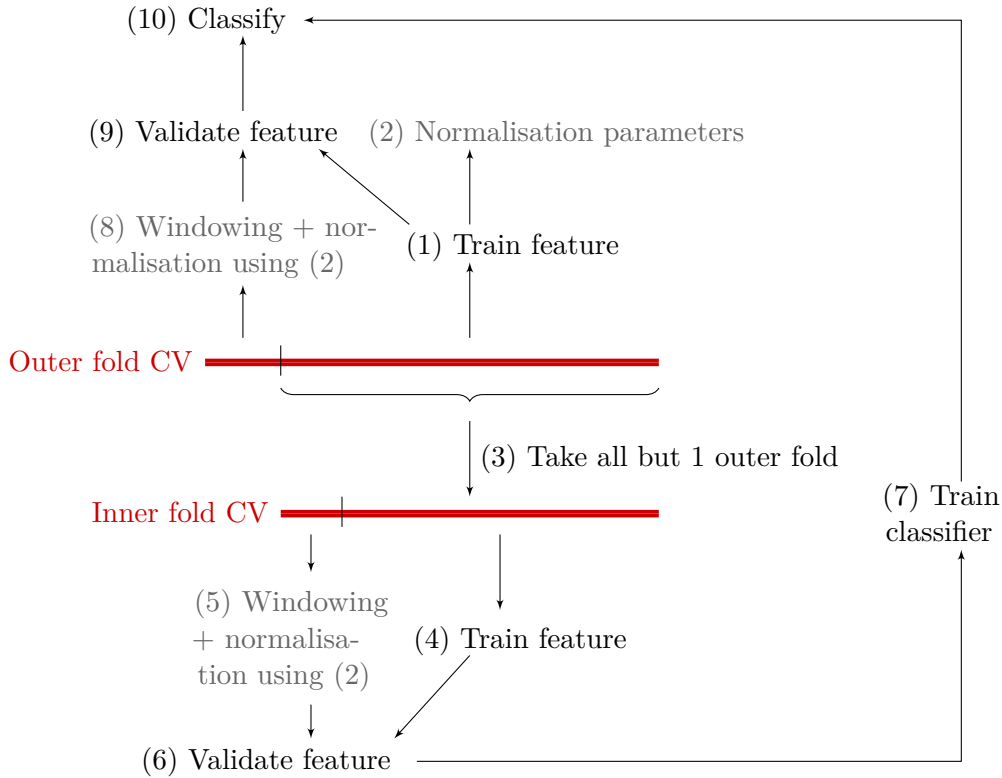 (10) Classify
(9) Validate feature
(2) Normalisation parameters
(8) Windowing + nor-
malisation using (2)
(1) Train feature
Outer fold CV
(3) Take all but 1 outer fold
Inner fold CV
(7) Train
classifier
(5) Windowing
+ normalisa-
tion using (2)
(4) Train feature
(6) Validate feature